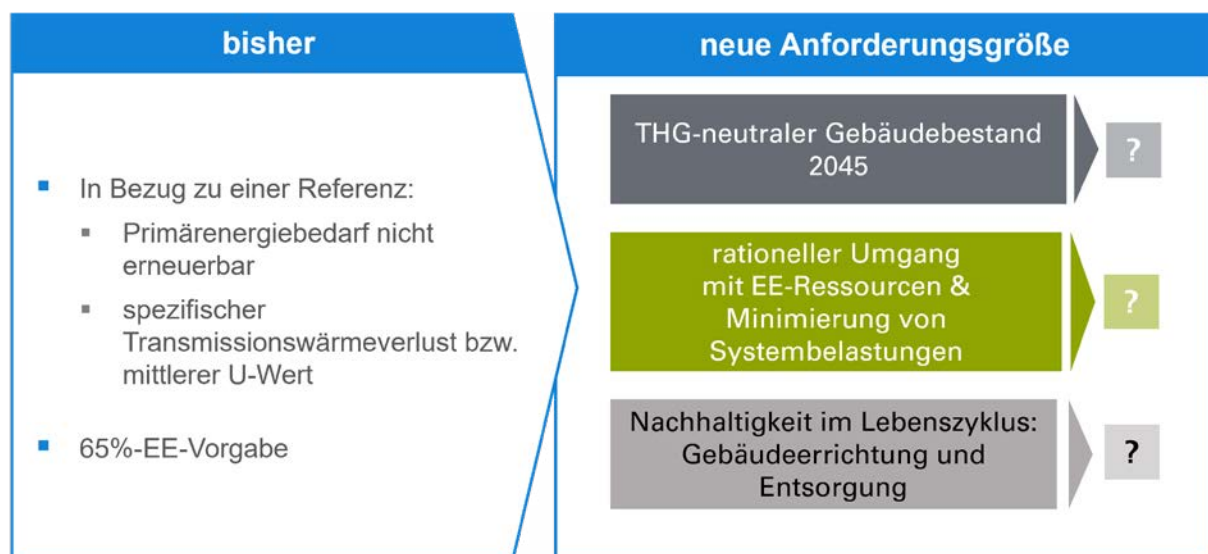 bisher
In Bezug zu einer Referenz:
Primärenergiebedarf nicht
erneuerbar
spezifischer
Transmissionswärmeverlust bzw.
mittlerer U-Wert
65%-EE-Vorgabe
neue Anforderungsgröße
THG-neutraler Gebäudebestand
2045
?
rationeller Umgang
mit EE-Ressourcen &
Minimierung von
Systembelastungen
?
Nachhaltigkeit im Lebenszyklus:
Gebäudeerrichtung und
Entsorgung
?